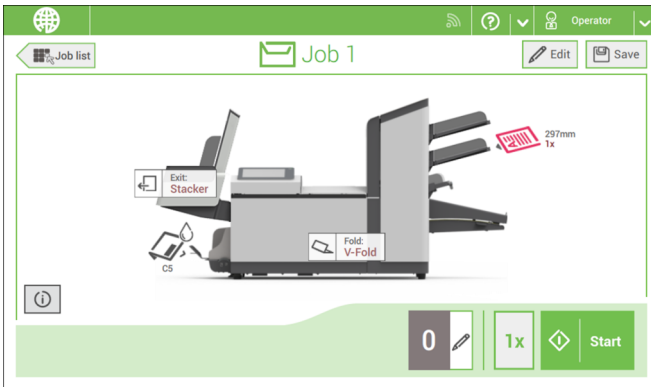 Operator
Job list
Job 1
Edit
Save
297mm
1x
Exit:
Stacker
Fold:
V-Fold
C5
0
1x
Start